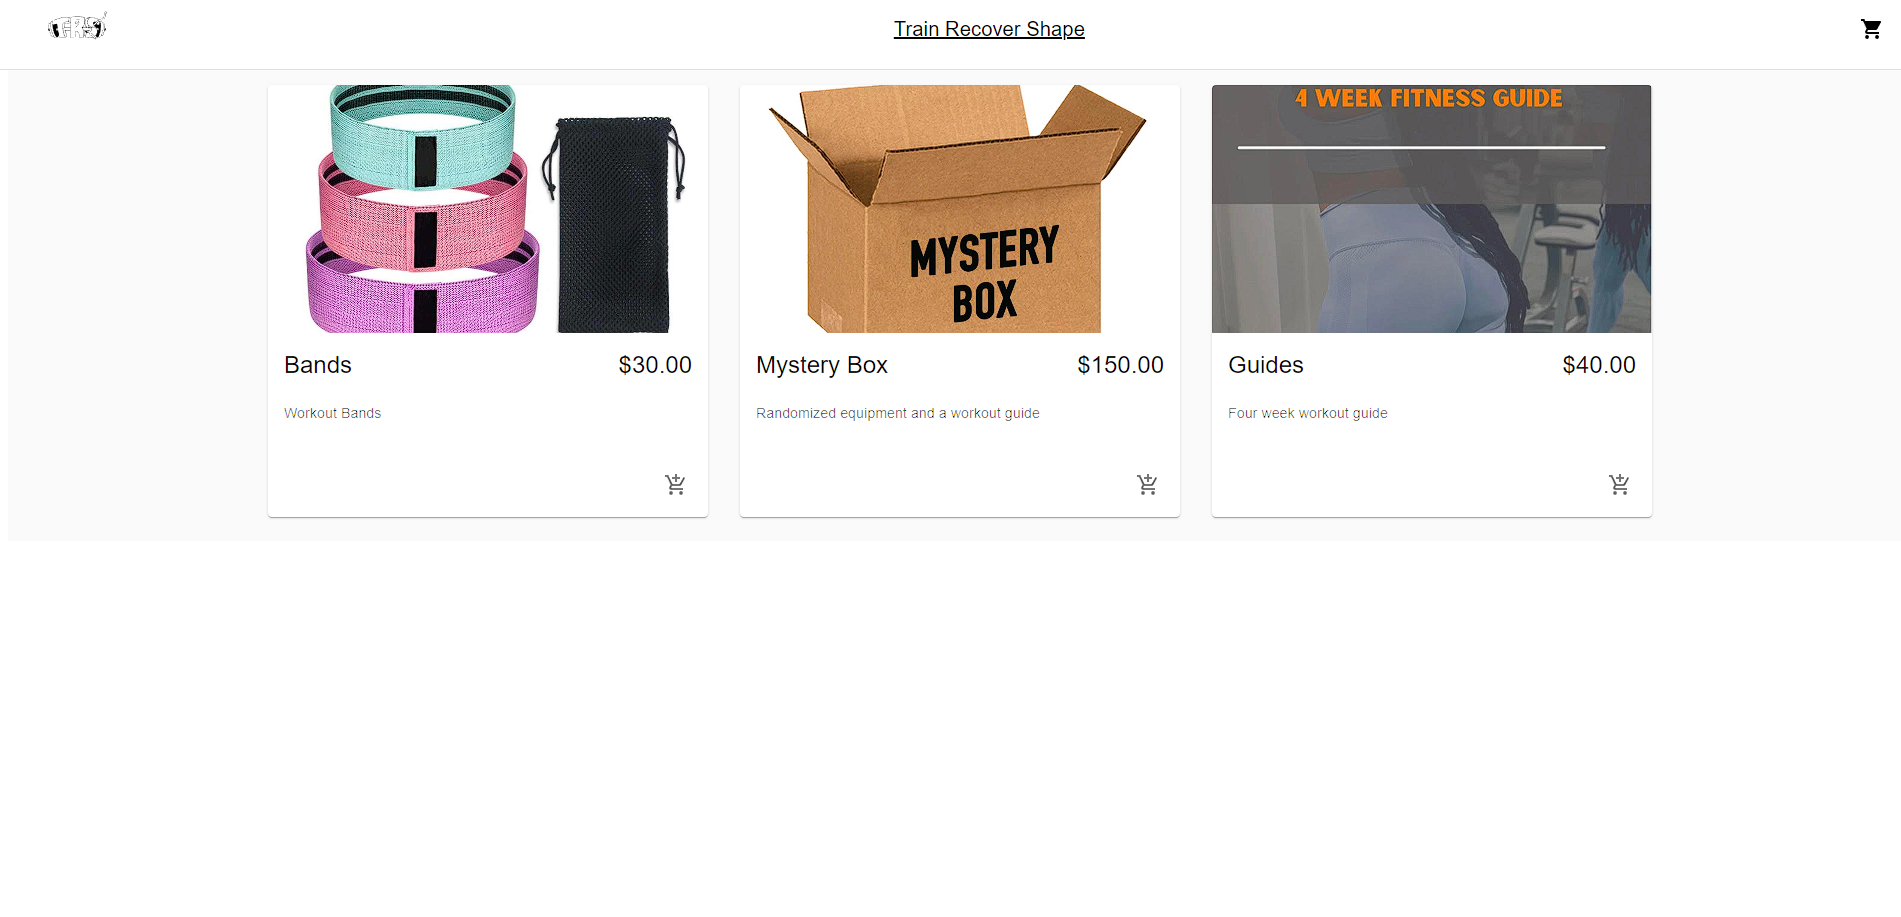 TRS
Train Recover Shape
4 WEEK FITNESS GUIDE
MYSTERY
BOX
Bands
$30.00
Mystery Box
$150.00
Guides
$40.00
Workout Bands
Randomized equipment and a workout guide
Four week workout guide